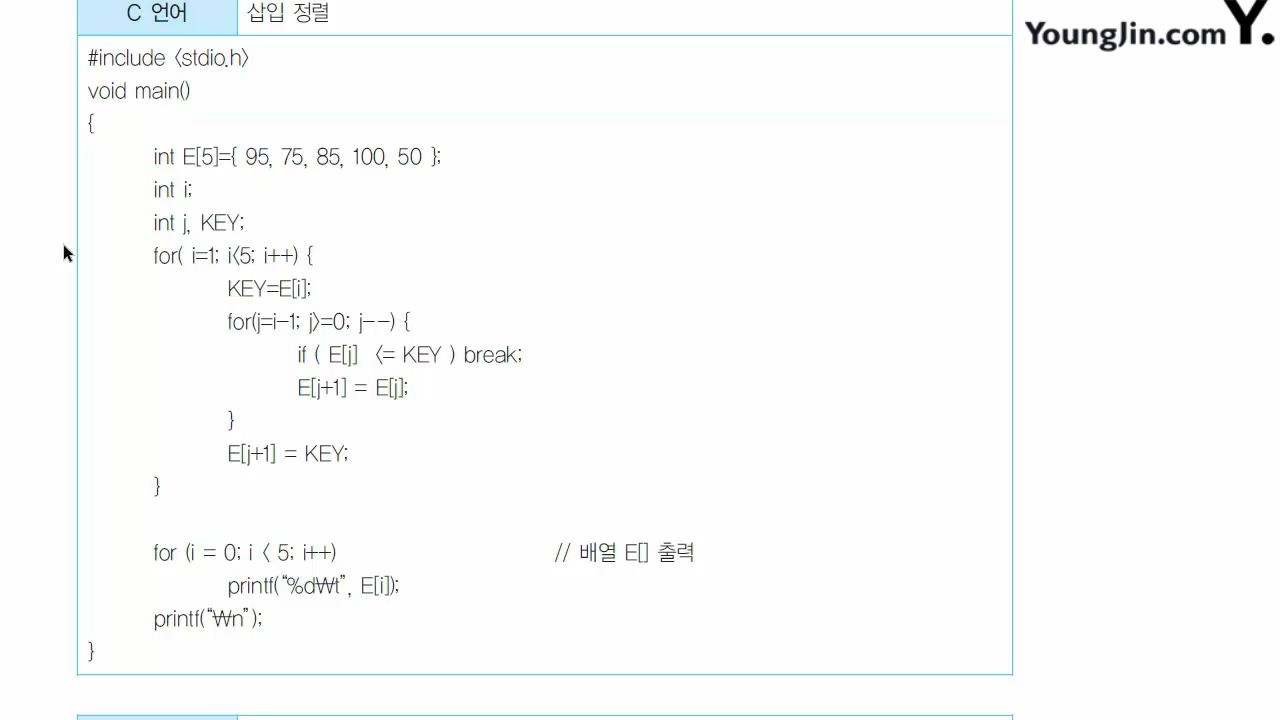 C 언어 삽입 정렬
YoungJin.com Y.
#include <stdio.h>
void main()
{
int E[5]={ 95, 75, 85, 100, 50 };
int i;
int j, KEY;
for( i=1; i<5; i++) {
KEY=E[i];
for(j=i-1; j>=0; j--) {
if ( E[j] <= KEY ) break;
E[j+1] = E[j];
}
E[j+1] = KEY;
}
for (i = 0; i < 5; i++) // 배열 E[] 출력
printf(“%d₩t”, E[i]);
printf(“₩n”);
}